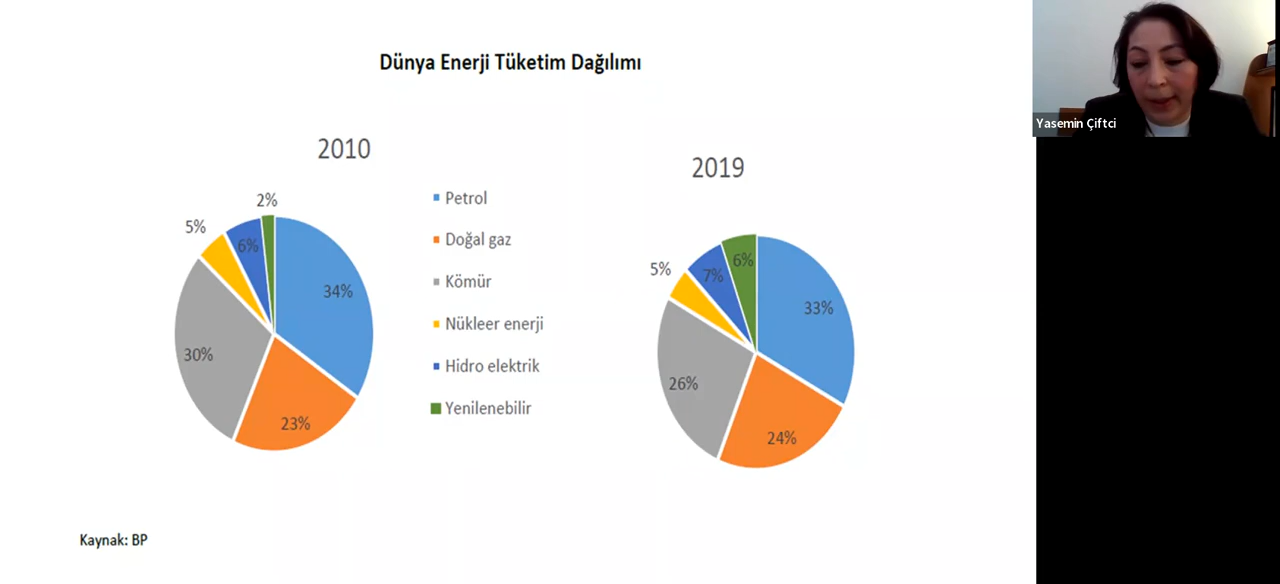 Dünya Enerji Tüketim Dağılımı
2010
2%
5%
6%
34%
30%
23%
Petrol
Doğal gaz
Kömür
Nükleer enerji
Hidro elektrik
Yenilenebilir
2019
5%
7%
6%
33%
26%
24%
Kaynak: BP
Yasemin Çiftci